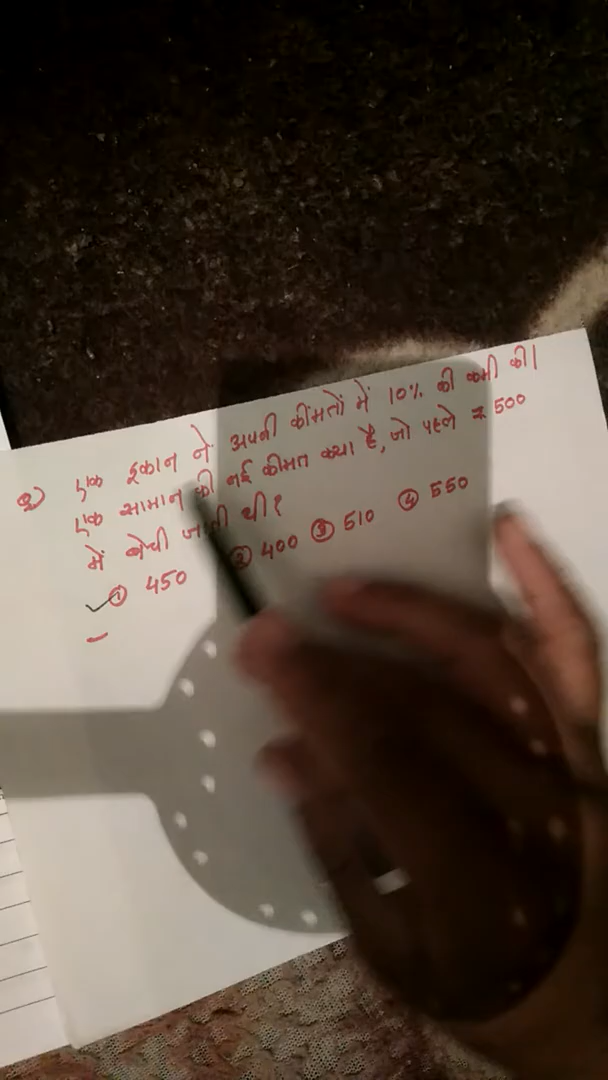 Q) एक दुकान ने अपनी कीमतों में 10% की कमी की।
एक सामान की नई कीमत क्या है, जो पहले ₹ 500
में बेची जाती थी?
① 450 ② 400 ③ 510 ④ 550